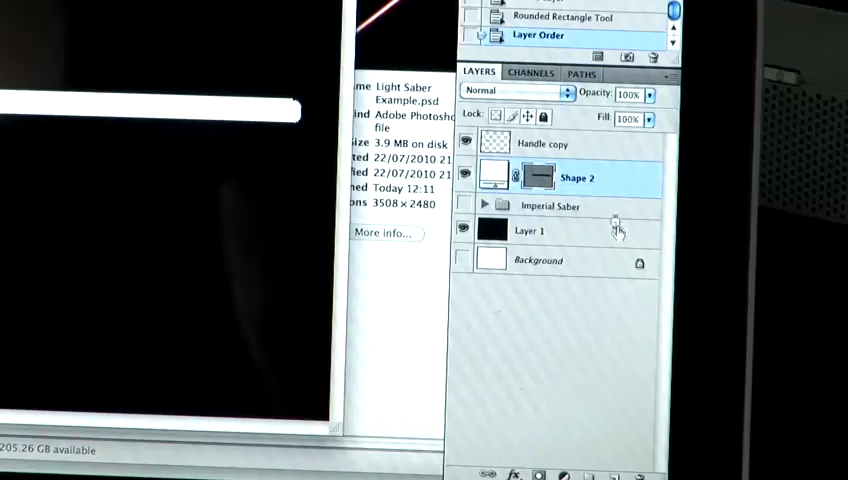 Rounded Rectangle Tool
Layer Order
LAYERS CHANNELS PATHS
Normal Opacity: 100%
Lock: Fill: 100%
Handle copy
Shape 2
Imperial Saber
Layer 1
Background
fx
me Light Saber
Example.psd
ind Adobe Photosho
file
size 3.9 MB on disk
ted 22/07/2010 21
fied 22/07/2010 21
ned Today 12:11
ons 3508×2480
More info...
205.26 GB available